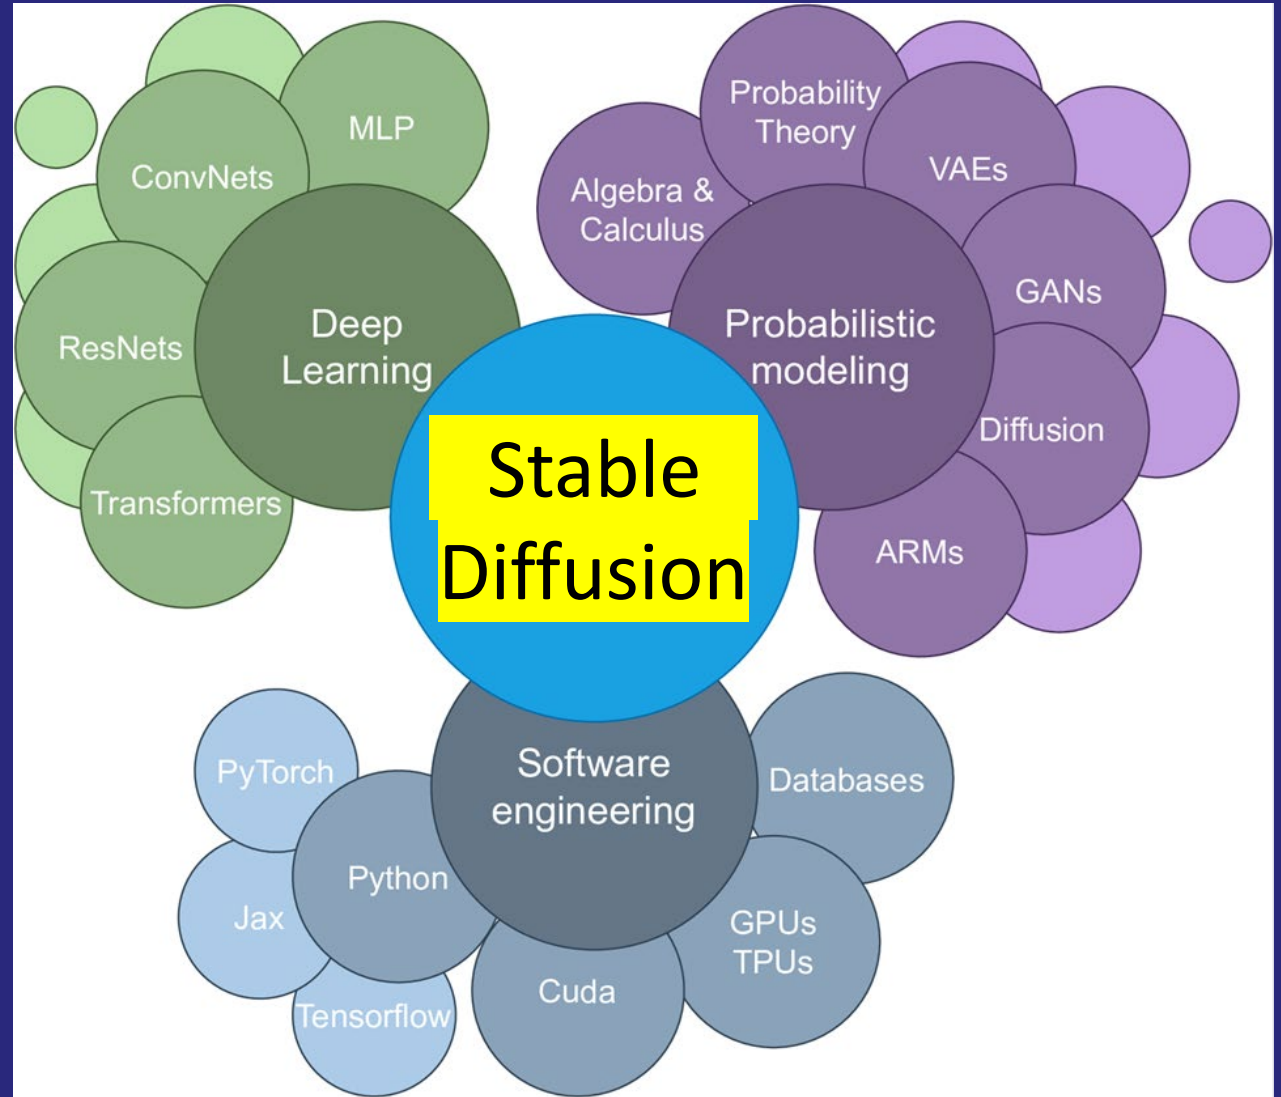 MLP
ConvNets
ResNets
Transformers
Deep
Learning
Probability
Theory
Algebra &
Calculus
VAEs
GANs
Diffusion
ARMs
Probabilistic
modeling
Stable
Diffusion
Software
engineering
PyTorch
Python
Jax
Tensorflow
Cuda
GPUs
TPUs
Databases